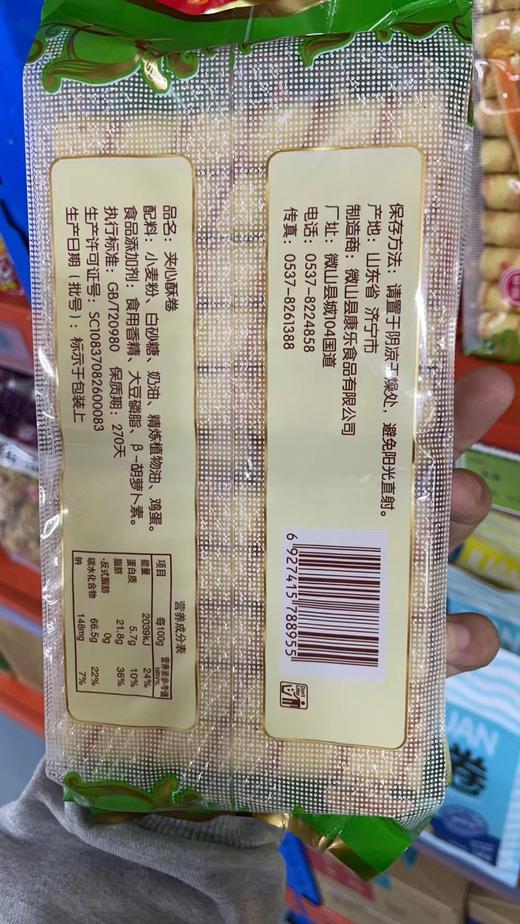 保存方法：请置于阴凉干燥处，避免阳光直射。
产地：山东省 济宁市
制造商：微山县康乐食品有限公司
厂址：微山县城104国道
电话：0537-8224858
传真：0537-8261388
6 927415 788955
品名：夹心酥卷
配料：小麦粉、白砂糖、奶油、精炼植物油、鸡蛋。
食品添加剂：食用香精、大豆磷脂、β-胡萝卜素。
执行标准：GB/T20980 保质期：270天
生产许可证号：SC10837082600083
生产日期（批号）：标示于包装上
营养成分表
项目 每100g 营养素参考值NRV%
能量 2039kJ 24%
蛋白质 5.7g 10%
脂肪 21.8g 36%
-反式脂肪 0g
碳水化合物 66.5g 22%
钠 148mg 7%
UAN
卷